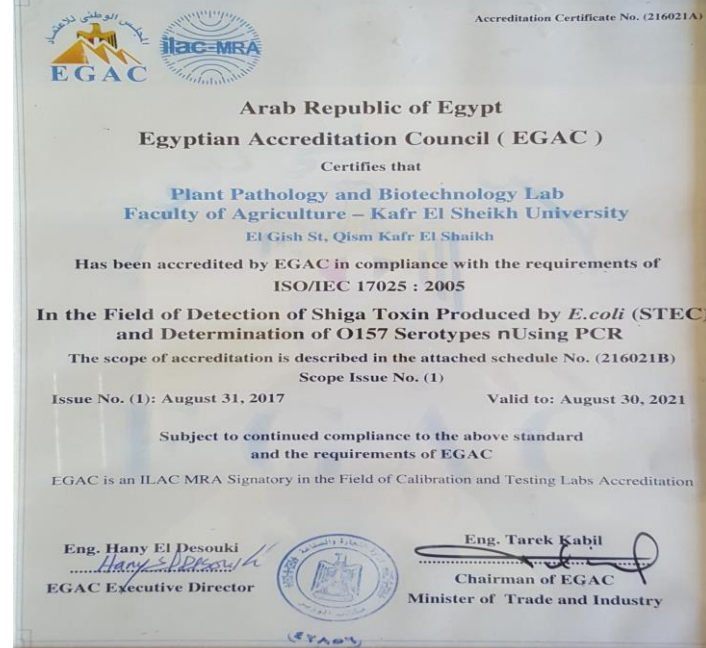 Accreditation Certificate No. (216021A)
المجلس الوطني للاعتماد
EGAC
ilac-MRA
Arab Republic of Egypt
Egyptian Accreditation Council ( EGAC )
Certifies that
Plant Pathology and Biotechnology Lab
Faculty of Agriculture – Kafr El Sheikh University
El Gish St, Qism Kafr El Shaikh
Has been accredited by EGAC in compliance with the requirements of
ISO/IEC 17025 : 2005
In the Field of Detection of Shiga Toxin Produced by E.coli (STEC)
and Determination of O157 Serotypes nUsing PCR
The scope of accreditation is described in the attached schedule No. (216021B)
Scope Issue No. (1)
Issue No. (1): August 31, 2017
Valid to: August 30, 2021
Subject to continued compliance to the above standard
and the requirements of EGAC
EGAC is an ILAC MRA Signatory in the Field of Calibration and Testing Labs Accreditation
Eng. Hany El Desouki
Hany El Desouki
EGAC Executive Director
Eng. Tarek Kabil
Chairman of EGAC
Minister of Trade and Industry